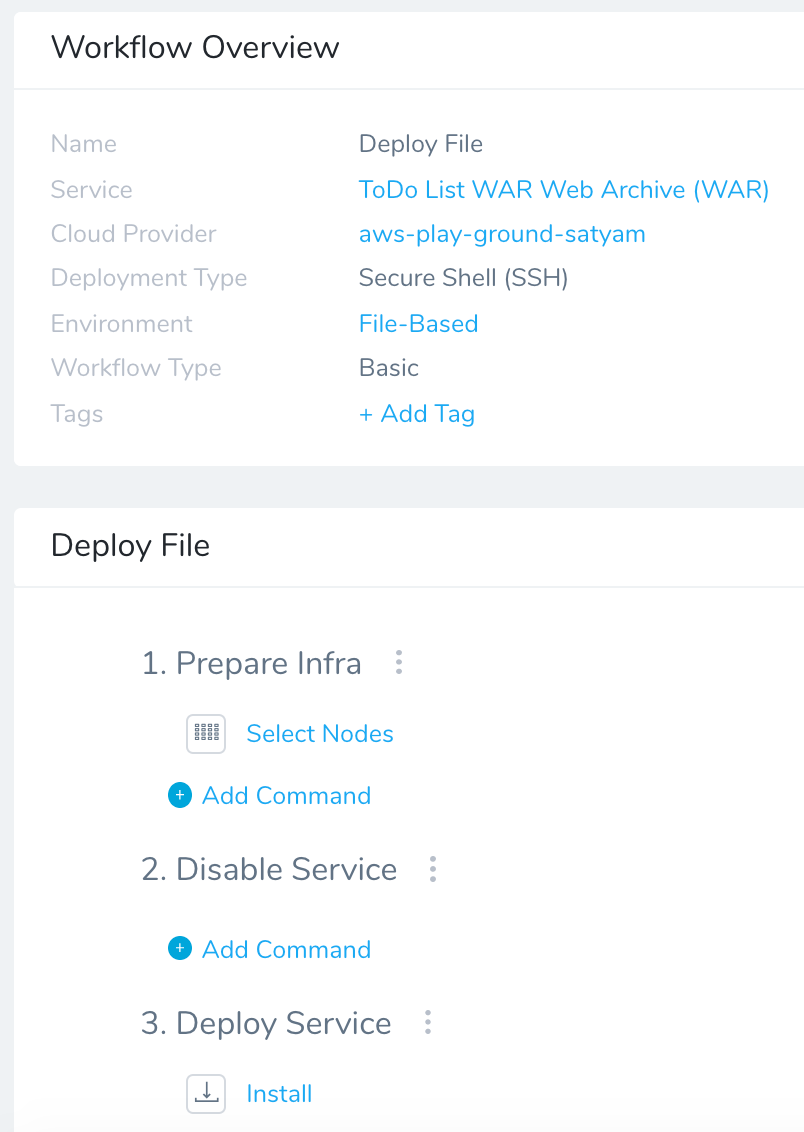 Workflow Overview
Name Deploy File
Service ToDo List WAR Web Archive (WAR)
Cloud Provider aws-play-ground-satyam
Deployment Type Secure Shell (SSH)
Environment File-Based
Workflow Type Basic
Tags + Add Tag
Deploy File
1. Prepare Infra
Select Nodes
+ Add Command
2. Disable Service
+ Add Command
3. Deploy Service
Install